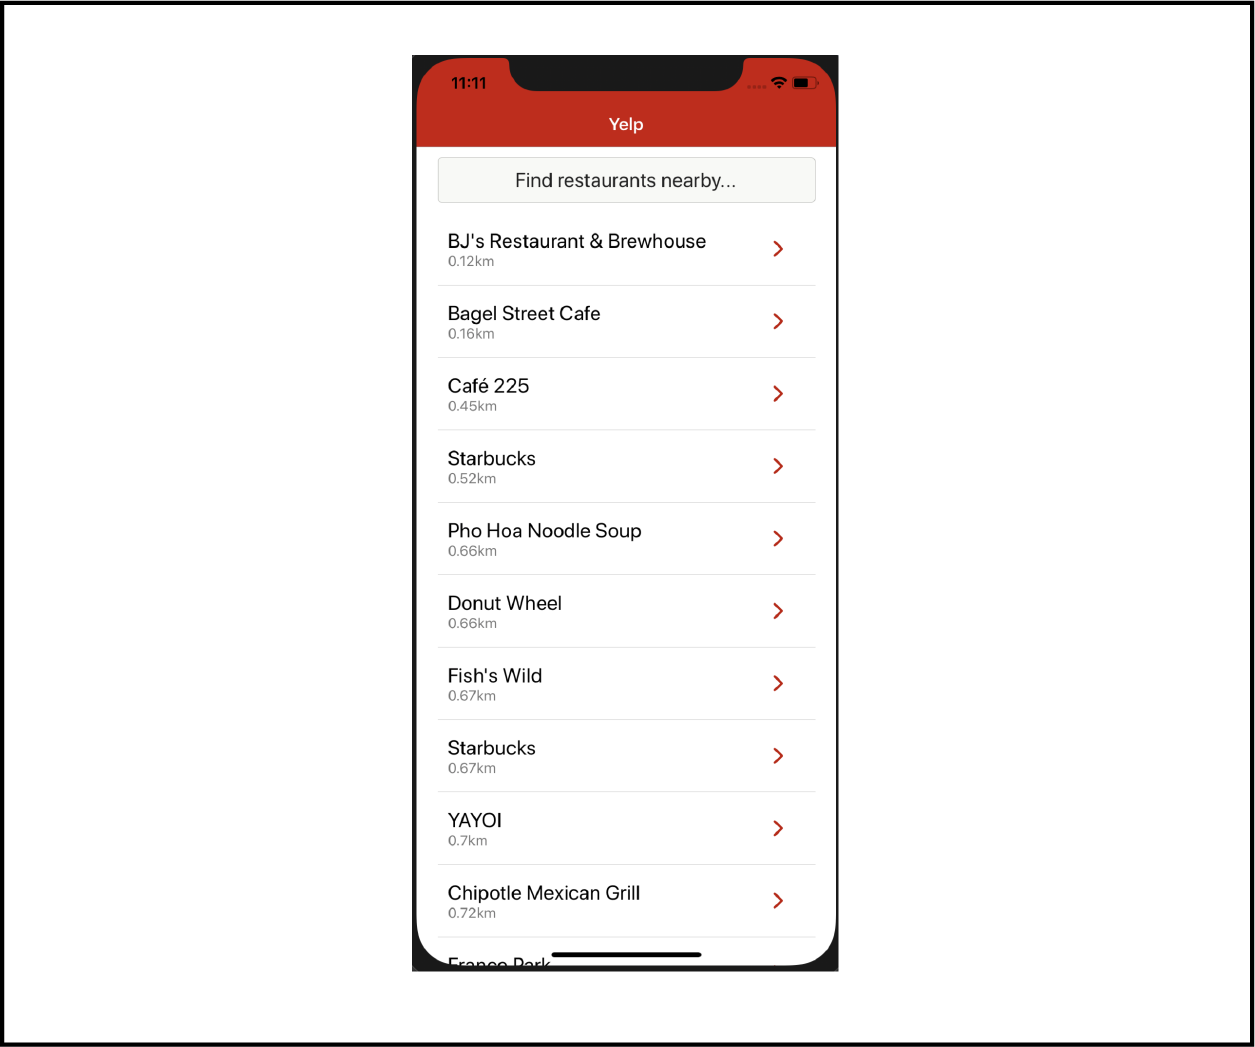 11:11
Yelp
Find restaurants nearby...
BJ's Restaurant & Brewhouse
0.12km
Bagel Street Cafe
0.16km
Café 225
0.45km
Starbucks
0.52km
Pho Hoa Noodle Soup
0.66km
Donut Wheel
0.66km
Fish's Wild
0.67km
Starbucks
0.67km
YAYOI
0.7km
Chipotle Mexican Grill
0.72km
Franco Park